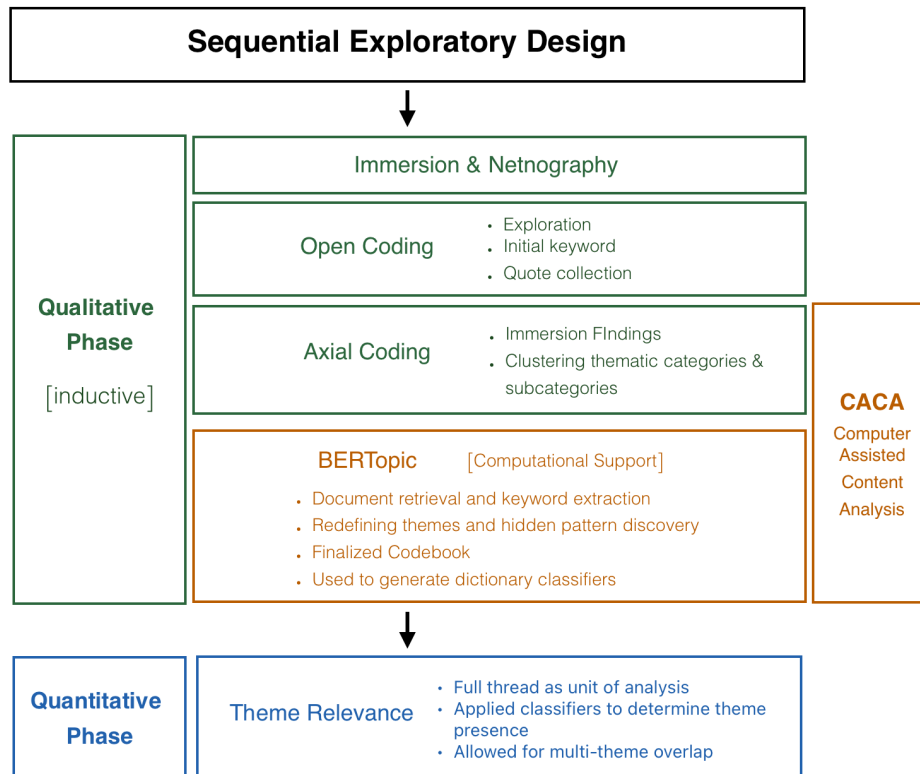 Sequential Exploratory Design
Qualitative
Phase
[inductive]
Immersion & Netnography
Open Coding
• Exploration
• Initial keyword
• Quote collection
Axial Coding
• Immersion FIndings
• Clustering thematic categories &
subcategories
BERTopic [Computational Support]
• Document retrieval and keyword extraction
• Redefining themes and hidden pattern discovery
• Finalized Codebook
• Used to generate dictionary classifiers
CACA
Computer
Assisted
Content
Analysis
Quantitative
Phase
Theme Relevance
• Full thread as unit of analysis
• Applied classifiers to determine theme
presence
• Allowed for multi-theme overlap